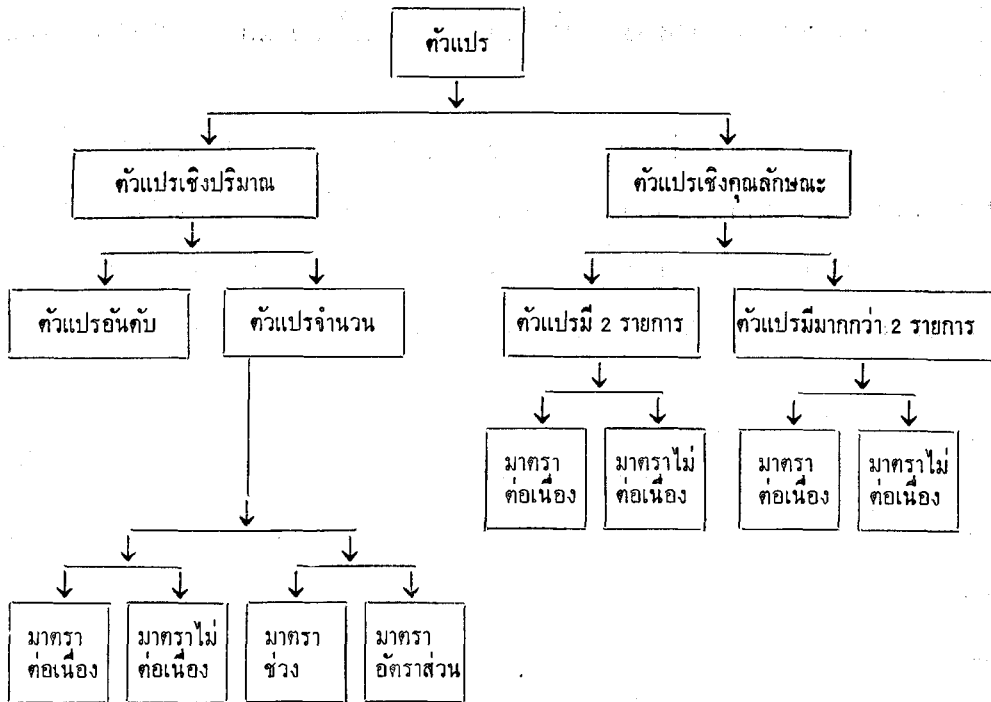 ตัวแปร
ตัวแปรเชิงปริมาณ
ตัวแปรเชิงคุณลักษณะ
ตัวแปรอันดับ
ตัวแปรจำนวน
ตัวแปรมี 2 รายการ
ตัวแปรมีมากกว่า 2 รายการ
มาตรา
ต่อเนื่อง
มาตราไม่
ต่อเนื่อง
มาตรา
ต่อเนื่อง
มาตราไม่
ต่อเนื่อง
มาตรา
ต่อเนื่อง
มาตราไม่
ต่อเนื่อง
มาตรา
ช่วง
มาตรา
อัตราส่วน